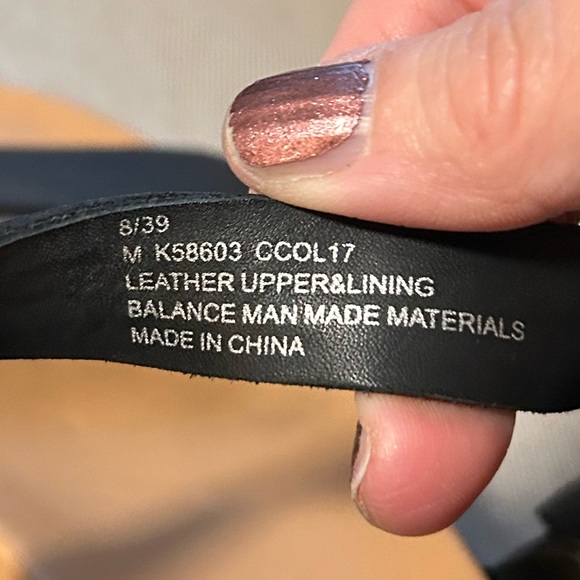 8/39
M K58603 CCOL17
LEATHER UPPER&LINING
BALANCE MAN MADE MATERIALS
MADE IN CHINA